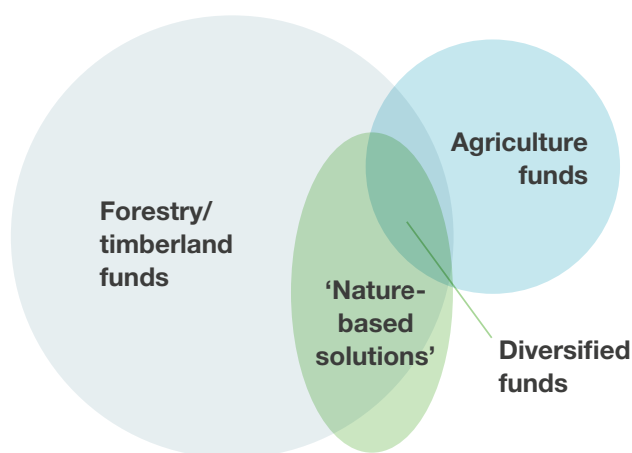 Forestry/
timberland
funds
‘Nature-
based
solutions’
Agriculture
funds
Diversified
funds